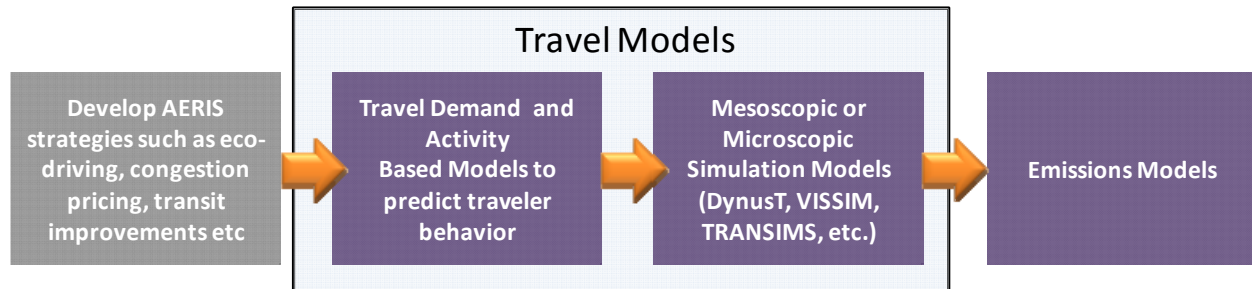 Travel Models
Develop AERIS
strategies such as eco-
driving, congestion
pricing, transit
improvements etc
Travel Demand and
Activity
Based Models to
predict traveler
behavior
Mesoscopic or
Microscopic
Simulation Models
(DynusT, VISSIM,
TRANSIMS, etc.)
Emissions Models